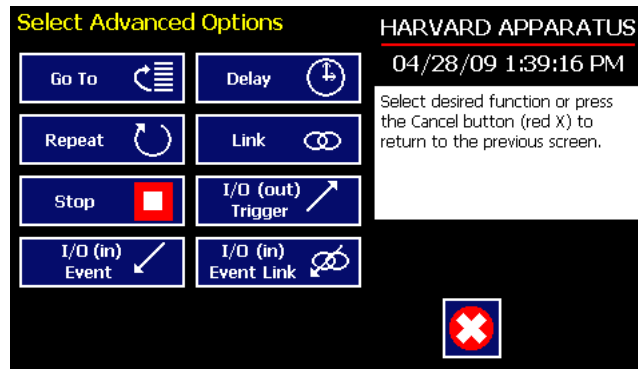 Select Advanced Options
Go To
Delay
Repeat
Link
Stop
I/O (out)
Trigger
I/O (in)
Event
I/O (in)
Event Link
HARVARD APPARATUS
04/28/09 1:39:16 PM
Select desired function or press
the Cancel button (red X) to
return to the previous screen.